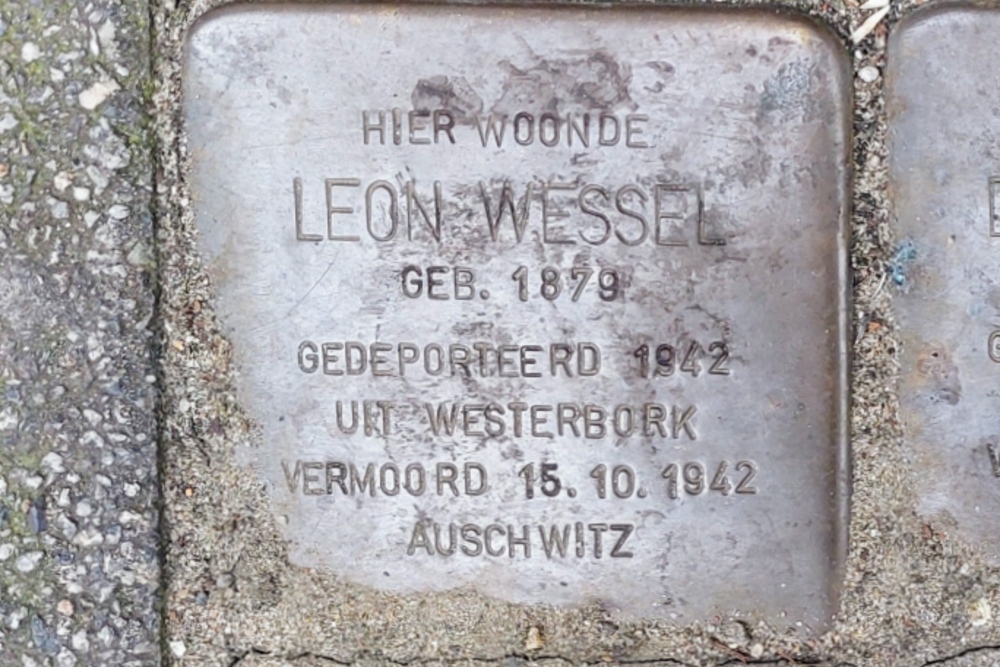 HIER WOONDE
LEON WESSEL
GEB. 1879
GEDEPORTEERD 1942
UIT WESTERBORK
VERMOORD 15.10.1942
AUSCHWITZ